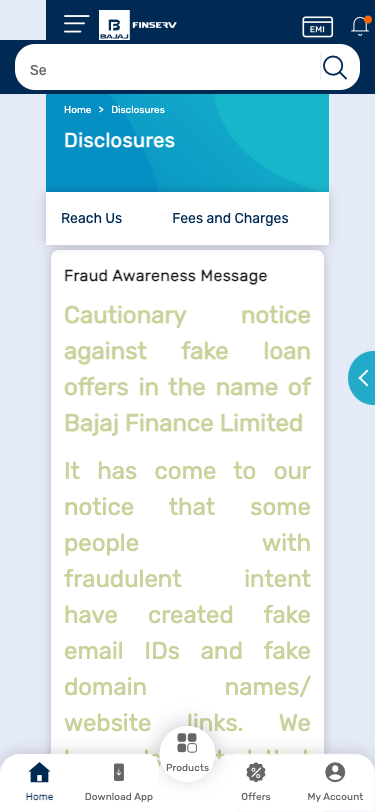 BAJAJ FINSERV
EMI
Se
Home > Disclosures
Disclosures
Reach Us Fees and Charges
Fraud Awareness Message
Cautionary notice
against fake loan
offers in the name of
Bajaj Finance Limited
It has come to our
notice that some
people with
fraudulent intent
have created fake
email IDs and fake
domain names/
website links. We
Products
Home Download App Offers My Account